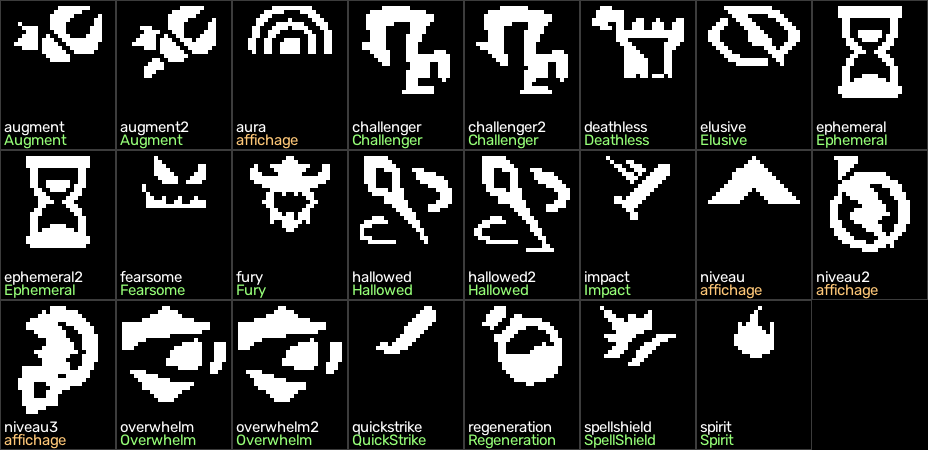 augment
Augment
augment2
Augment
aura
affichage
challenger
Challenger
challenger2
Challenger
deathless
Deathless
elusive
Elusive
ephemeral
Ephemeral
ephemeral2
Ephemeral
fearsome
Fearsome
fury
Fury
hallowed
Hallowed
hallowed2
Hallowed
impact
Impact
niveau
affichage
niveau2
affichage
niveau3
affichage
overwhelm
Overwhelm
overwhelm2
Overwhelm
quickstrike
QuickStrike
regeneration
Regeneration
spellshield
SpellShield
spirit
Spirit